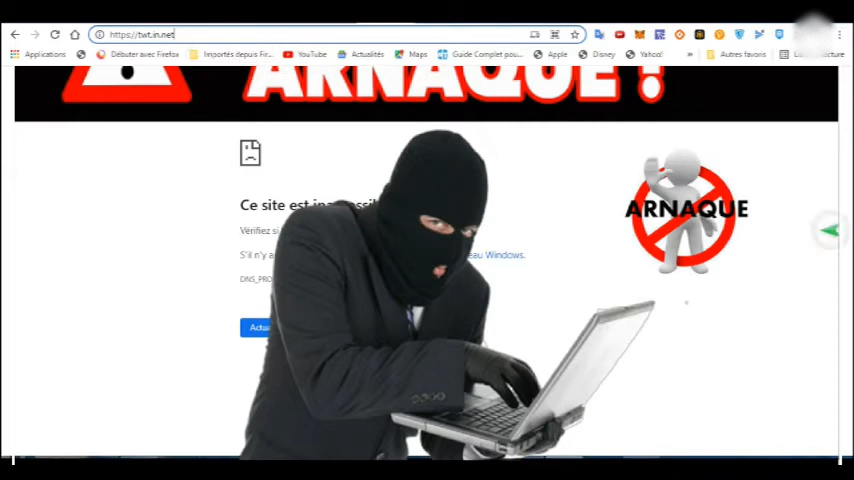 https://twt.in.net
Applications
Débuter avec Firefox
Importés depuis Fir...
YouTube
Actualités
Maps
Guide Complet pou...
Apple
Disney
Yahoo!
»
Autres favoris
ARNAQUE !
Ce site est
Vérifiez si
ARNAQUE
S'il n'y a
eau Windows.
DNS_PRO